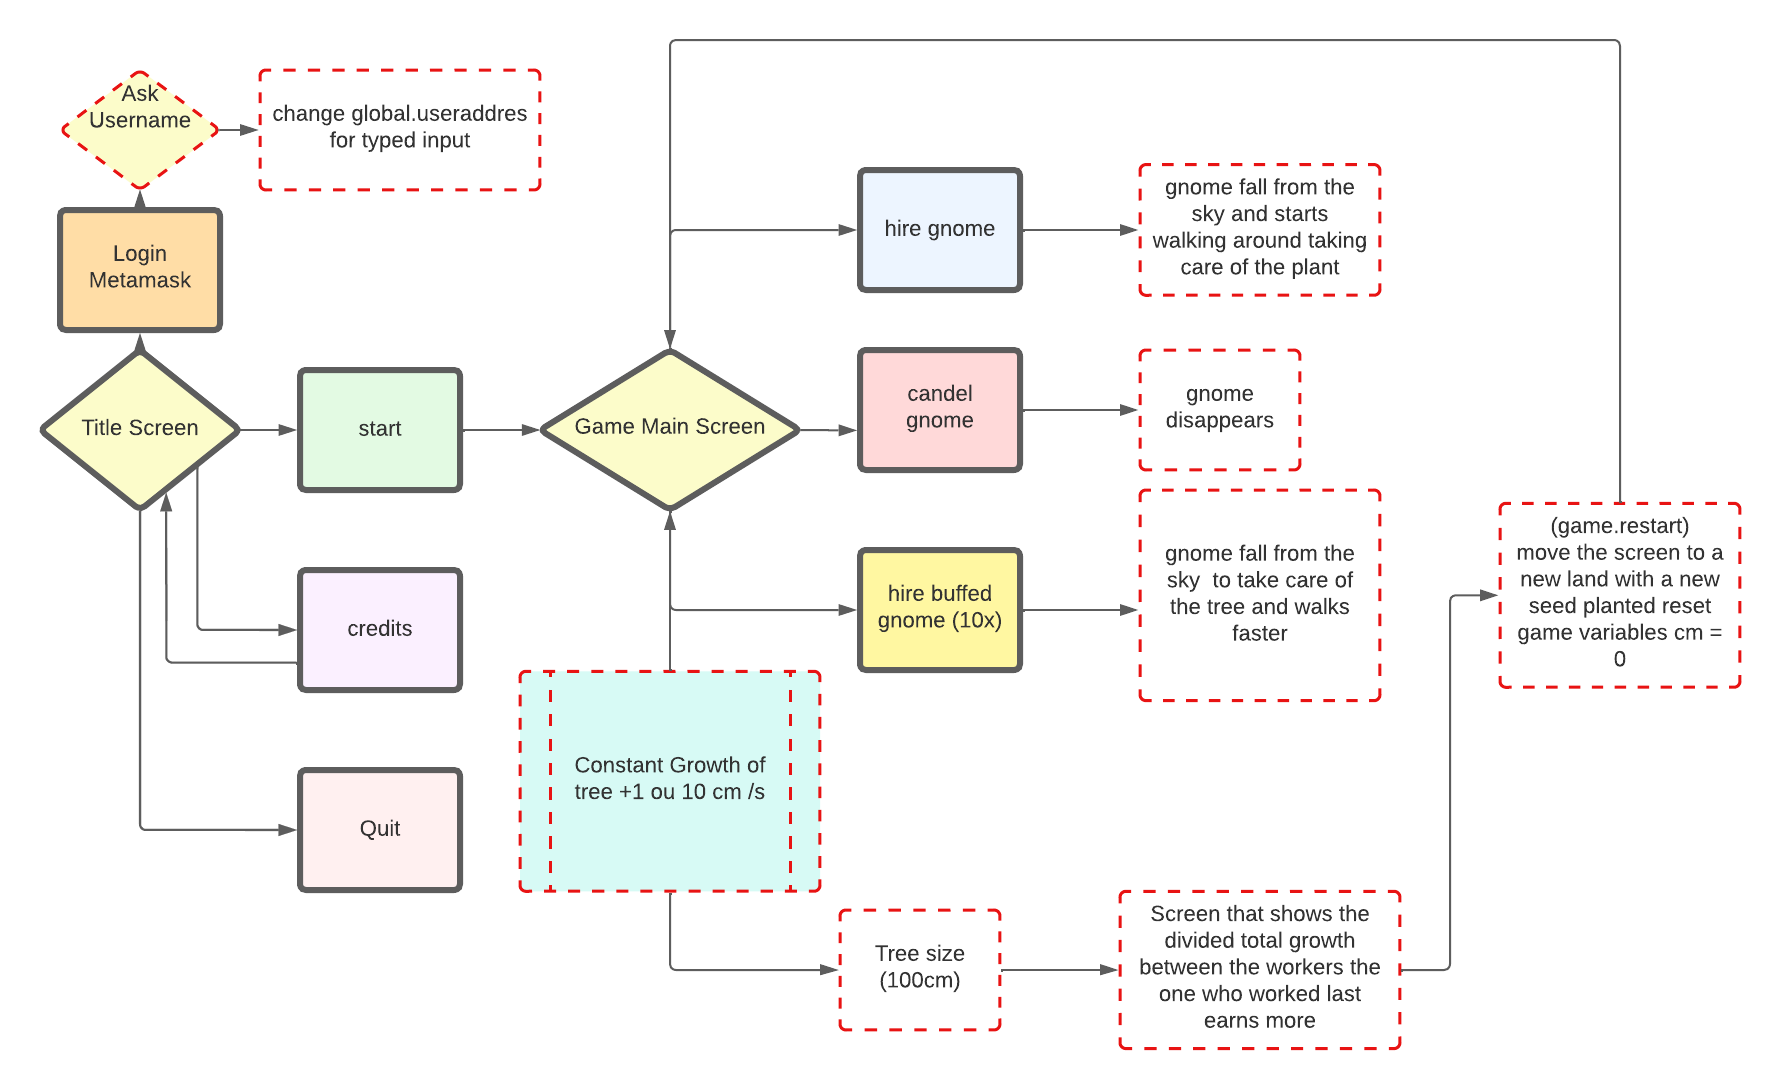 Ask
Username
change global.useraddres
for typed input
Login
Metamask
Title Screen
start
credits
Quit
Game Main Screen
hire gnome
gnome fall from the
sky and starts
walking around taking
care of the plant
candel
gnome
gnome
disappears
hire buffed
gnome (10x)
gnome fall from the
sky  to take care of
the tree and walks
faster
Constant Growth of
tree +1 ou 10 cm /s
Tree size
(100cm)
Screen that shows the
divided total growth
between the workers the
one who worked last
earns more
(game.restart)
move the screen to a
new land with a new
seed planted reset
game variables cm =
0